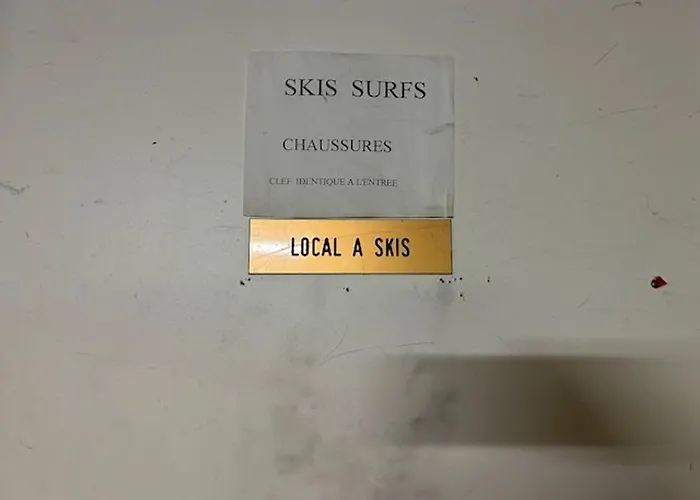 SKIS SURFS
CHAUSSURES
CLEF IDENTIQUE A L'ENTREE
LOCAL A SKIS